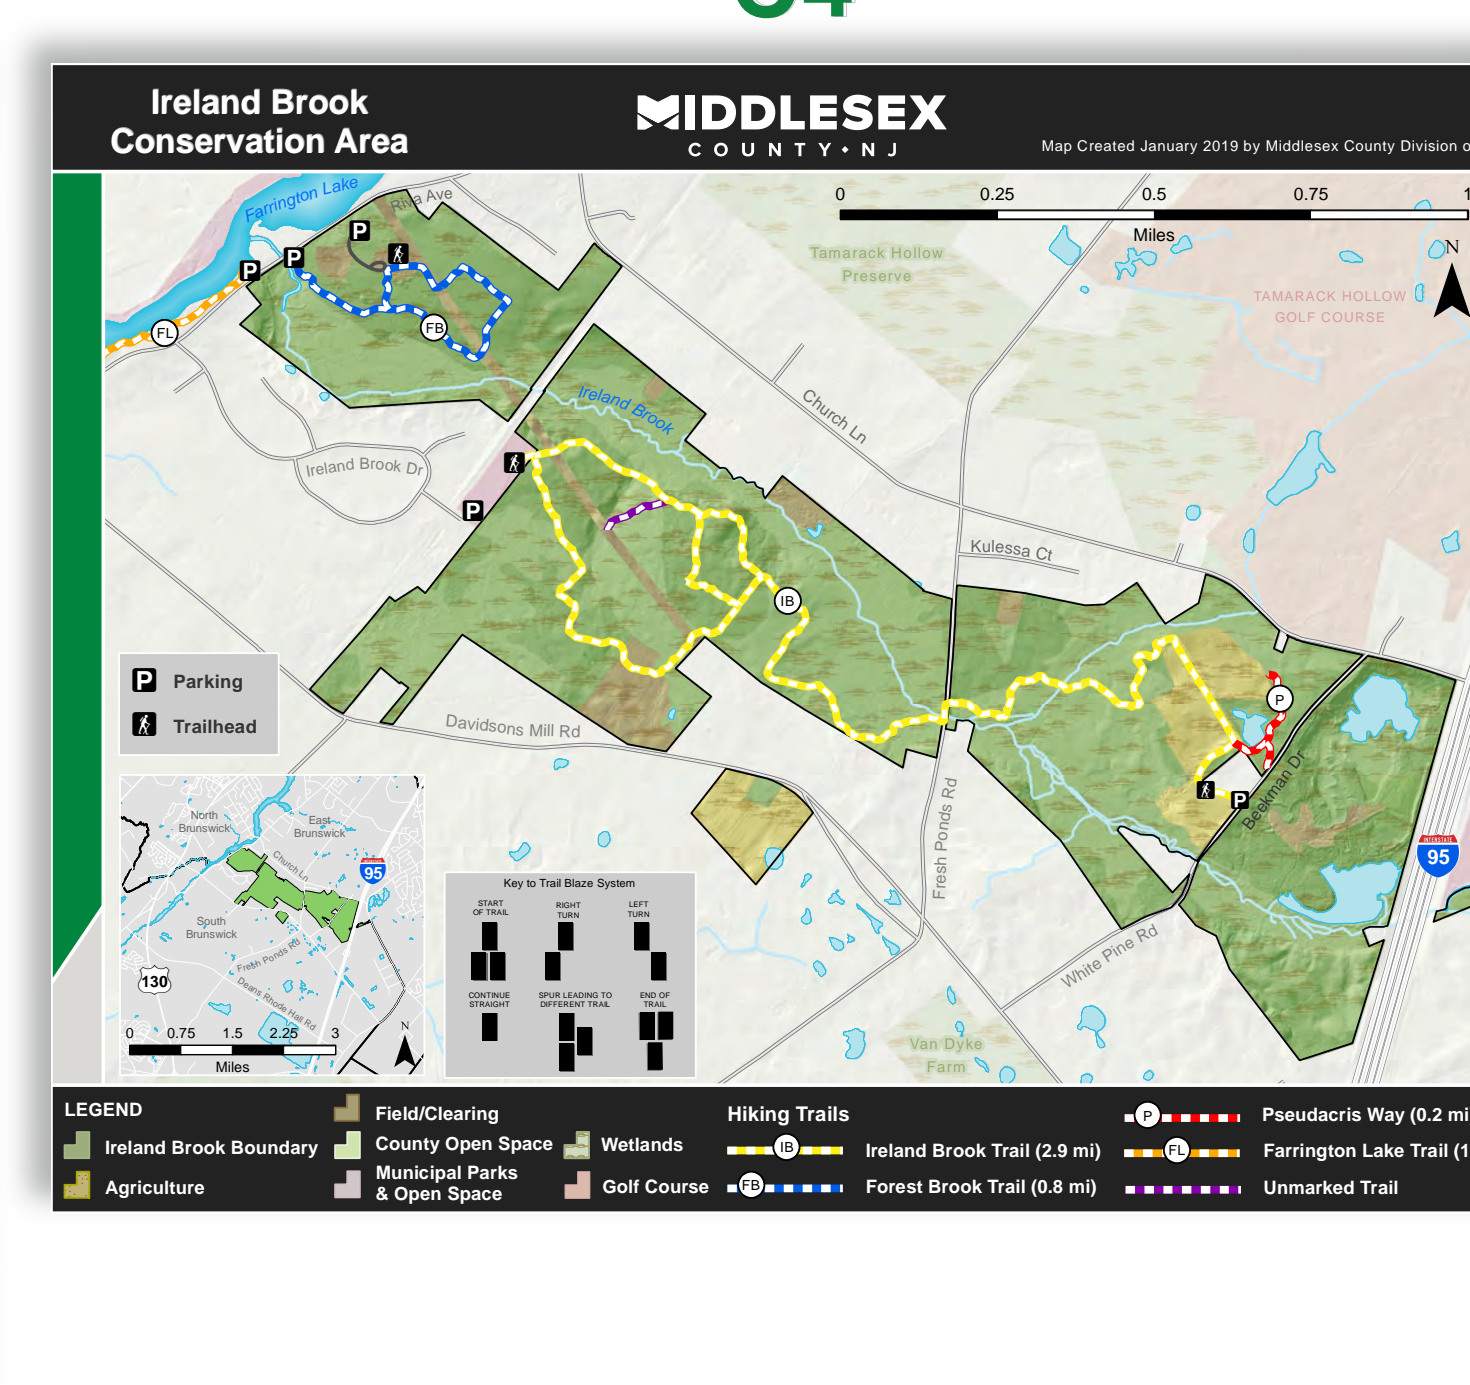 Ireland Brook
Conservation Area
MIDDLESEX
COUNTY • NJ
Map Created January 2019 by Middlesex County Division
Farrington Lake
Riva Ave
0 0.25 0.5 0.75 1
Miles
N
Tamarack Hollow
Preserve
TAMARACK HOLLOW
GOLF COURSE
P
P
P
FL
FB
Ireland Brook
Church Ln
Ireland Brook Dr
P
Kulessa Ct
IB
P
Parking
Trailhead
Davidsons Mill Rd
P
P
Beekman Dr
Fresh Ponds Rd
White Pine Rd
INTERSTATE
95
Van Dyke
Farm
North
Brunswick
East
Brunswick
Church Ln
95
South
Brunswick
Fresh Ponds Rd
Deans Rhode Hall Rd
130
0 0.75 1.5 2.25 3
Miles
N
Key to Trail Blaze System
START
OF TRAIL
RIGHT
TURN
LEFT
TURN
CONTINUE
STRAIGHT
SPUR LEADING TO
DIFFERENT TRAIL
END OF
TRAIL
LEGEND
Ireland Brook Boundary
Agriculture
Field/Clearing
County Open Space
Municipal Parks
& Open Space
Wetlands
Golf Course
Hiking Trails
IB Ireland Brook Trail (2.9 mi)
FB Forest Brook Trail (0.8 mi)
P Pseudacris Way (0.2 mi
FL Farrington Lake Trail (1
Unmarked Trail